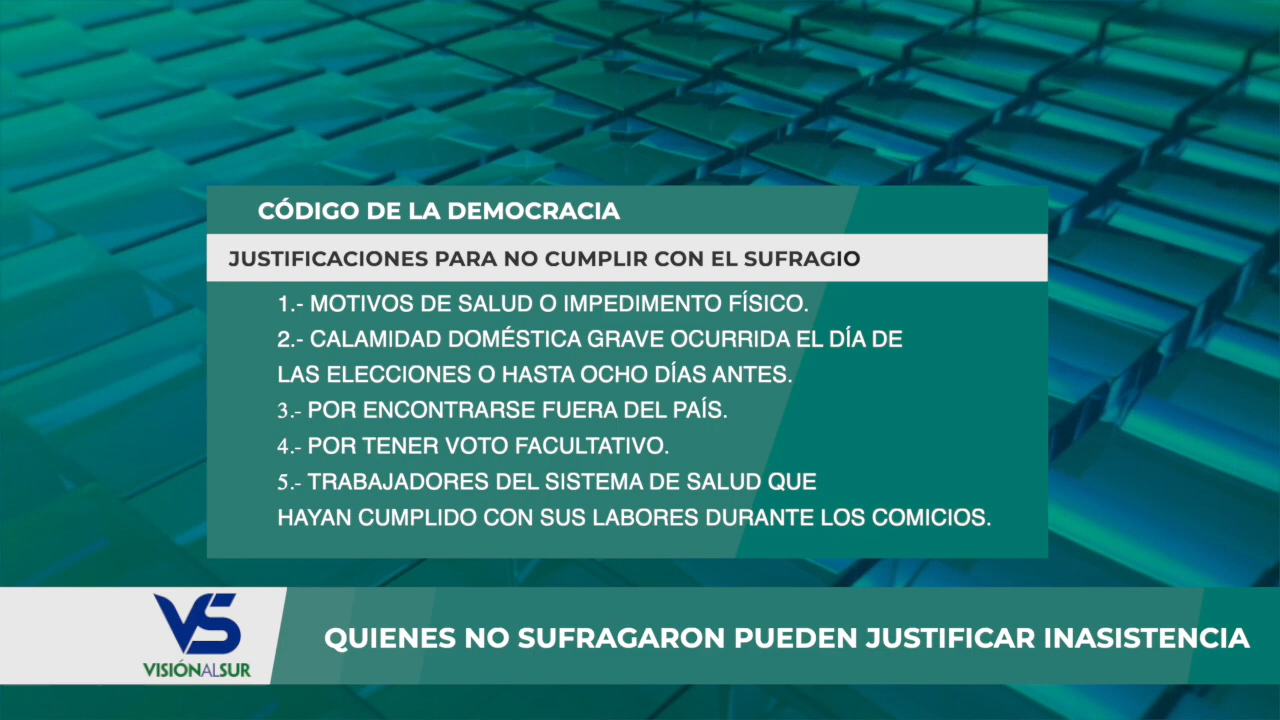 CÓDIGO DE LA DEMOCRACIA
JUSTIFICACIONES PARA NO CUMPLIR CON EL SUFRAGIO
1.- MOTIVOS DE SALUD O IMPEDIMENTO FÍSICO.
2.- CALAMIDAD DOMÉSTICA GRAVE OCURRIDA EL DÍA DE
LAS ELECCIONES O HASTA OCHO DÍAS ANTES.
3.- POR ENCONTRARSE FUERA DEL PAÍS.
4.- POR TENER VOTO FACULTATIVO.
5.- TRABAJADORES DEL SISTEMA DE SALUD QUE
HAYAN CUMPLIDO CON SUS LABORES DURANTE LOS COMICIOS.
VS
VISIÓNALSUR
QUIENES NO SUFRAGARON PUEDEN JUSTIFICAR INASISTENCIA